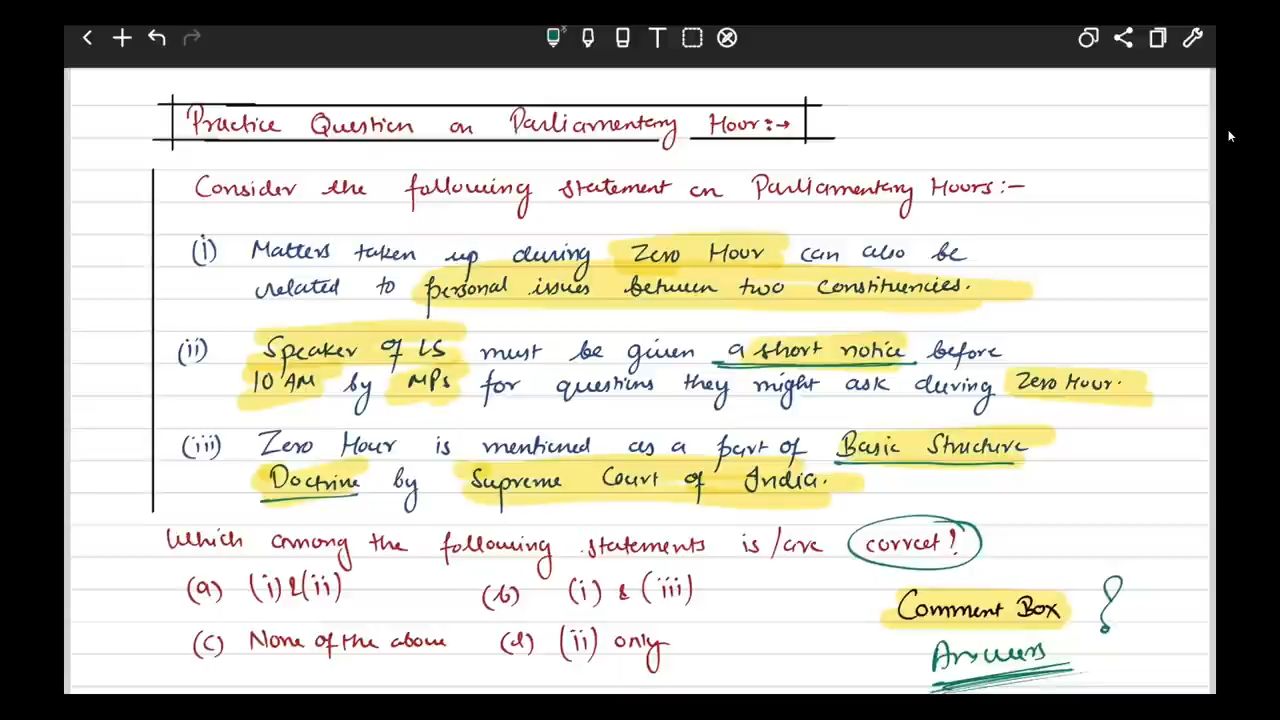 Practice Question on Parliamentary Hour:→
Consider the following statement on Parliamentary Hours:-
(i) Matters taken up during Zero Hour can also be
related to personal issues between two constituencies.
(ii) Speaker of LS must be given a short notice before
10 AM by MPs for questions they might ask during Zero Hour.
(iii) Zero Hour is mentioned as a part of Basic Structure
Doctrine by Supreme Court of India.
Which among the following statements is/are correct?
(a) (i) & (ii) (b) (i) & (iii)
(c) None of the above (d) (ii) only
Comment Box ?
Answers